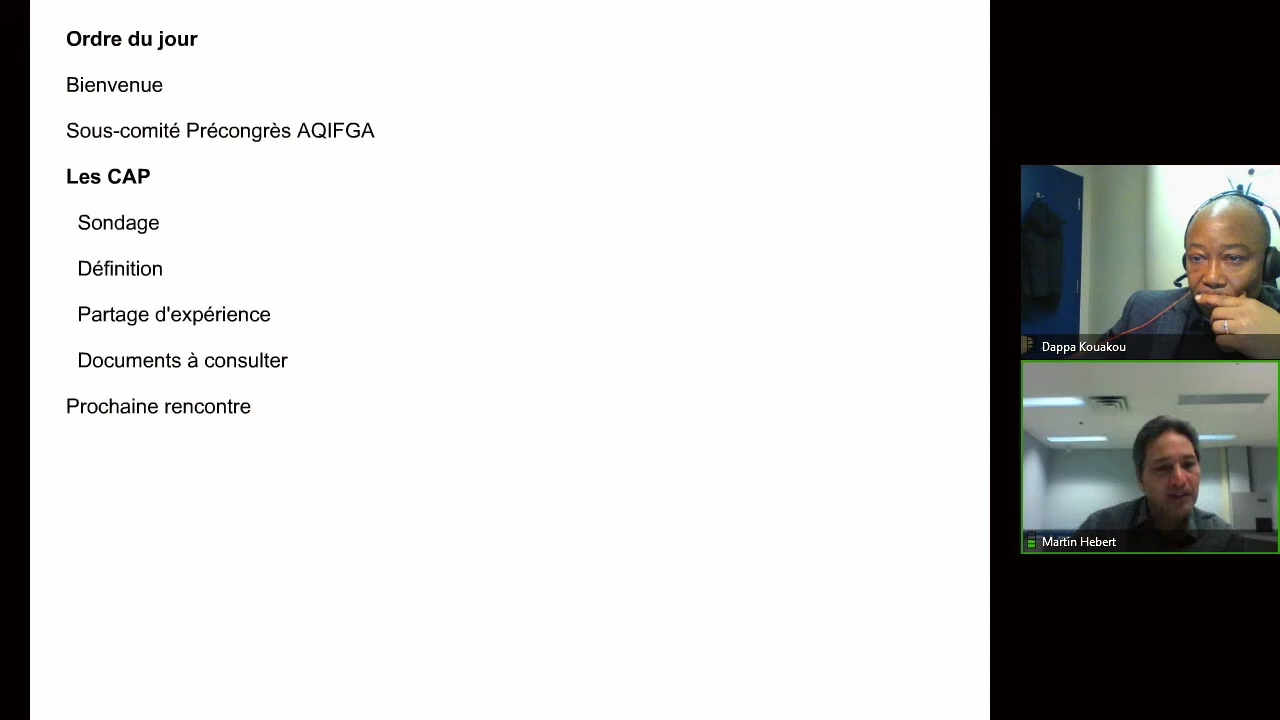 Ordre du jour
Bienvenue
Sous-comité Précongrès AQIFGA
Les CAP
Sondage
Définition
Partage d'expérience
Documents à consulter
Prochaine rencontre
Dappa Kouakou
Martin Hebert